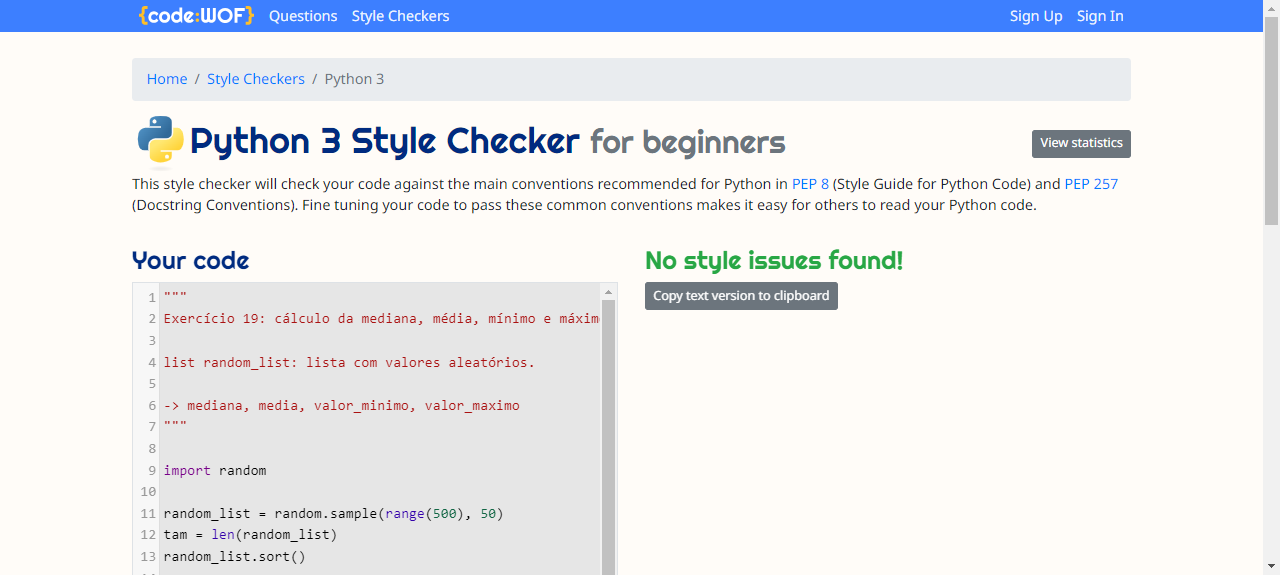 {code:WOF} Questions Style Checkers Sign Up Sign In
Home / Style Checkers / Python 3
Python 3 Style Checker for beginners
View statistics
This style checker will check your code against the main conventions recommended for Python in PEP 8 (Style Guide for Python Code) and PEP 257
(Docstring Conventions). Fine tuning your code to pass these common conventions makes it easy for others to read your Python code.
Your code
1 """
2 Exercício 19: cálculo da mediana, média, mínimo e máxim
3
4 list random_list: lista com valores aleatórios.
5
6 -> mediana, media, valor_minimo, valor_maximo
7 """
8
9 import random
10
11 random_list = random.sample(range(500), 50)
12 tam = len(random_list)
13 random_list.sort()
No style issues found!
Copy text version to clipboard